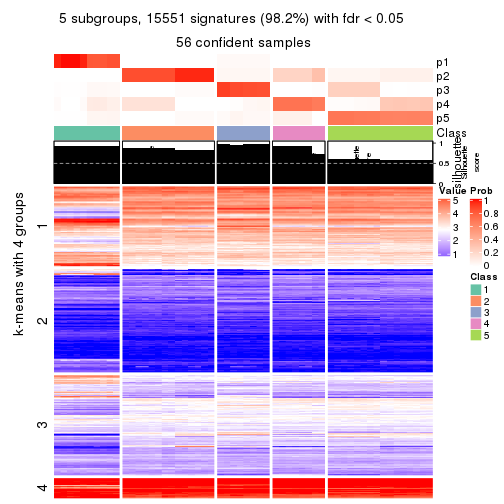 5 subgroups, 15551 signatures (98.2%) with fdr < 0.05
56 confident samples
p1
p2
p3
p4
p5
Class
1
0.5
0
silhouette
Silhouette
score
k-means with 4 groups
1
2
3
4
Value
5
4
3
2
1
Prob
1
0.8
0.6
0.4
0.2
0
Class
1
2
3
4
5